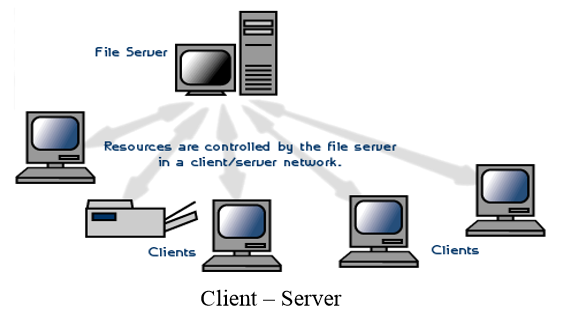 File Server
Resources are controlled by the file server
in a client/server network.
Clients
Clients
Client – Server